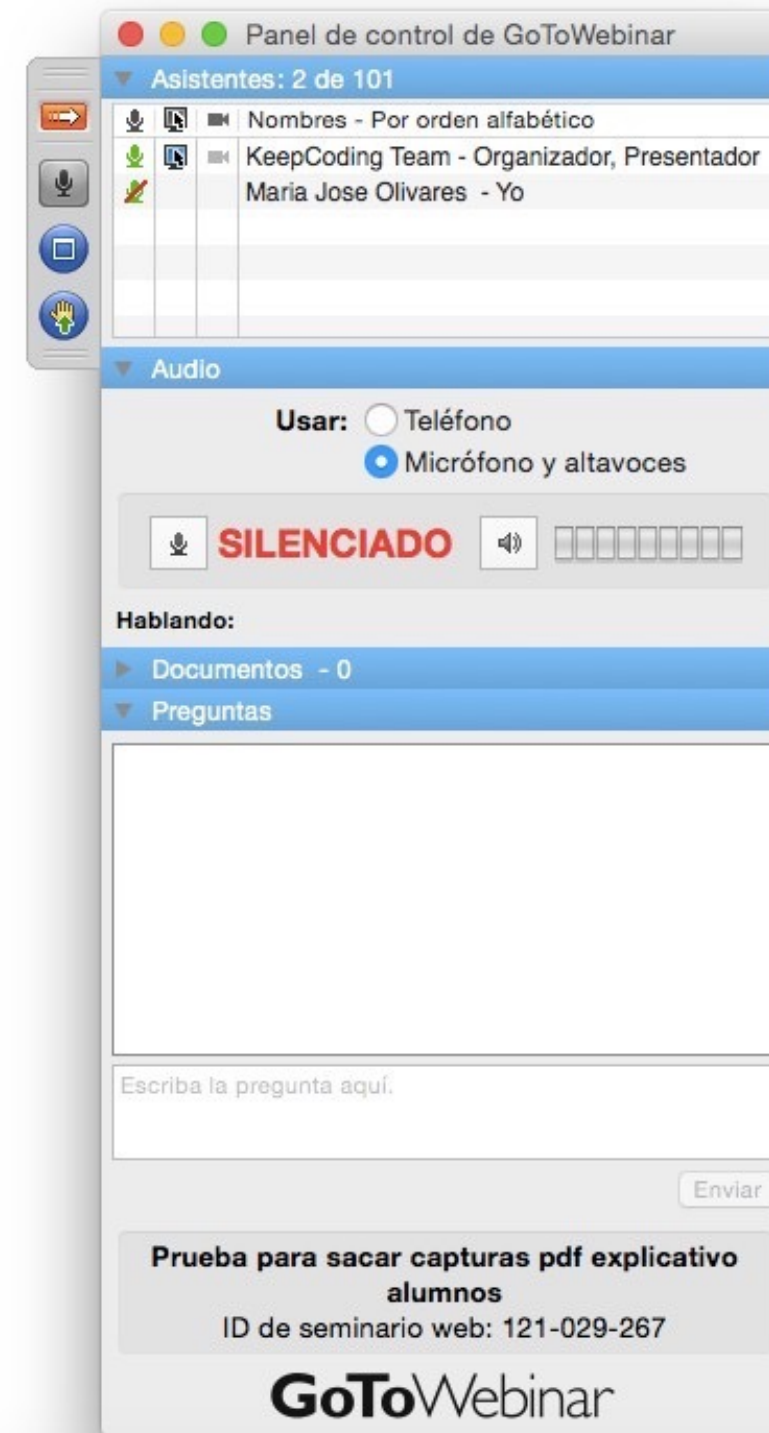 Panel de control de GoToWebinar
Asistentes: 2 de 101
Nombres - Por orden alfabético
KeepCoding Team - Organizador, Presentador
Maria Jose Olivares - Yo
Audio
Usar: Teléfono
Micrófono y altavoces
SILENCIADO
Hablando:
Documentos - 0
Preguntas
Escriba la pregunta aquí.
Enviar
Prueba para sacar capturas pdf explicativo
alumnos
ID de seminario web: 121-029-267
GoToWebinar